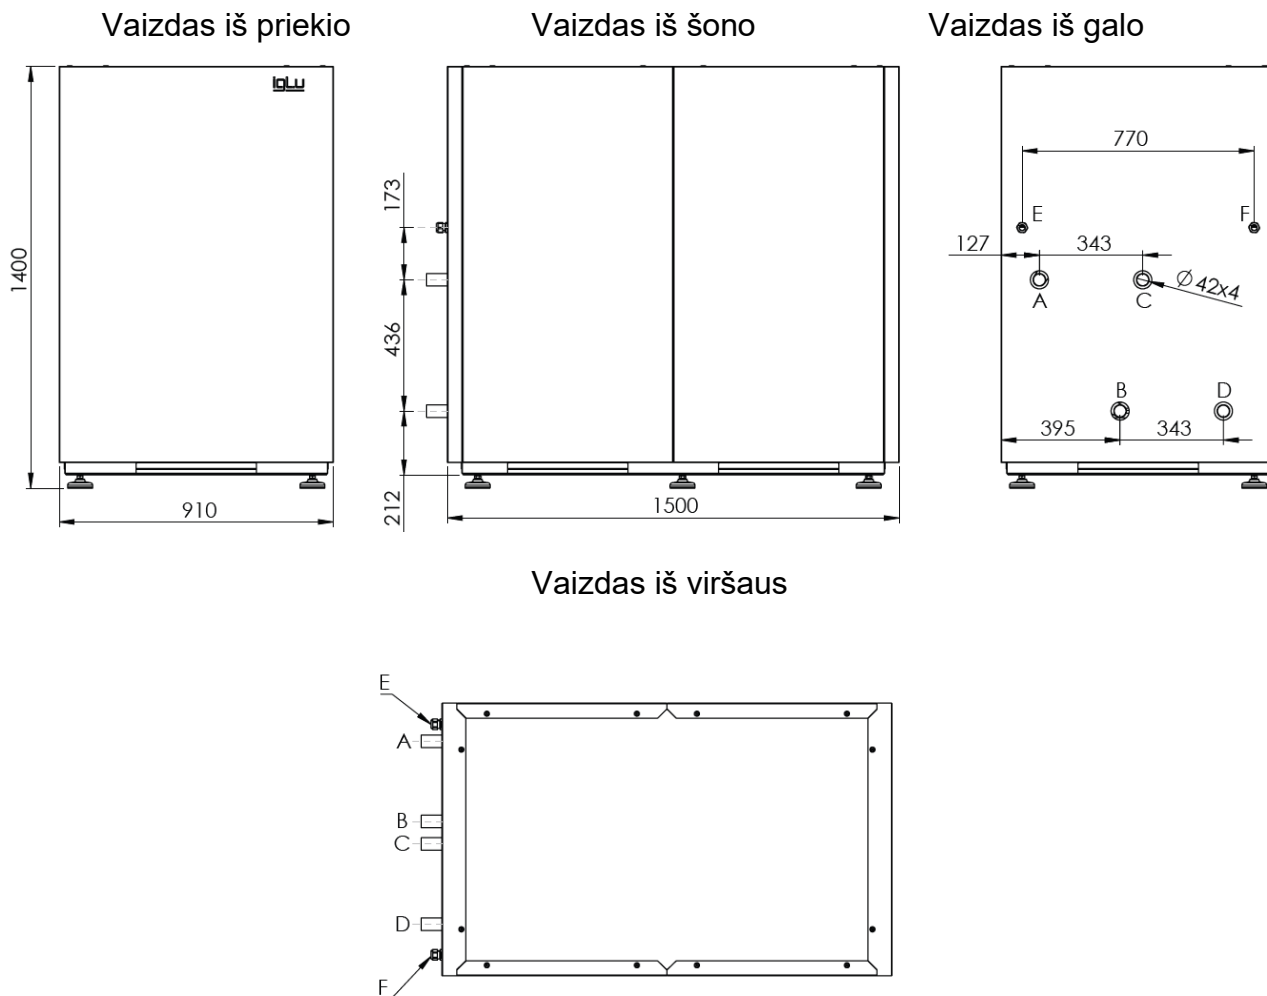 Vaizdas iš priekio
Vaizdas iš šono
Vaizdas iš galo
igLu
1400
910
173
436
212
1500
770
E
F
127
343
A
C
Ø 42x4
B
D
395
343
Vaizdas iš viršaus
E
A
B
C
D
F